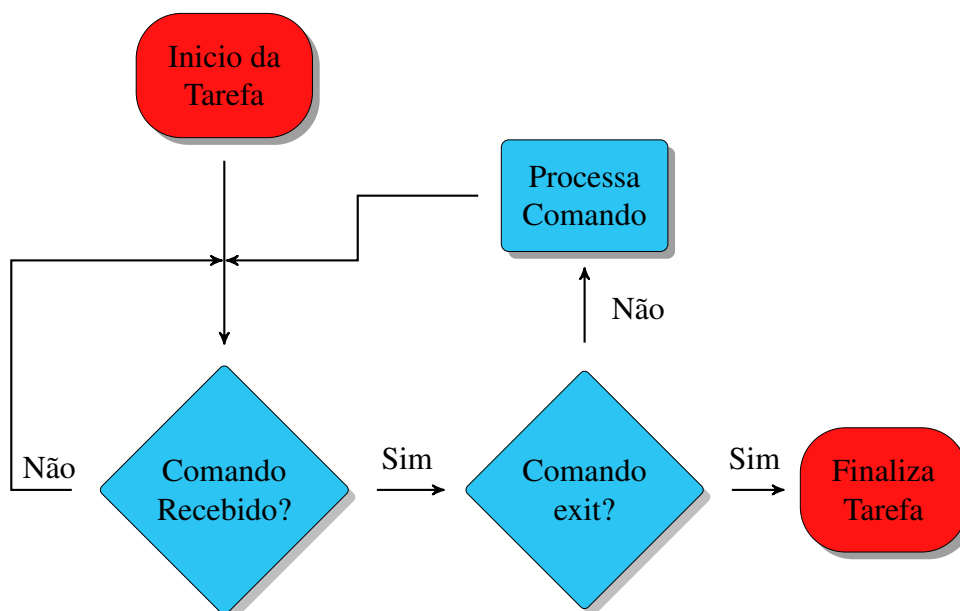 Inicio da
Tarefa
Processa
Comando
Não
Não
Comando
Recebido?
Sim
Comando
exit?
Sim
Finaliza
Tarefa